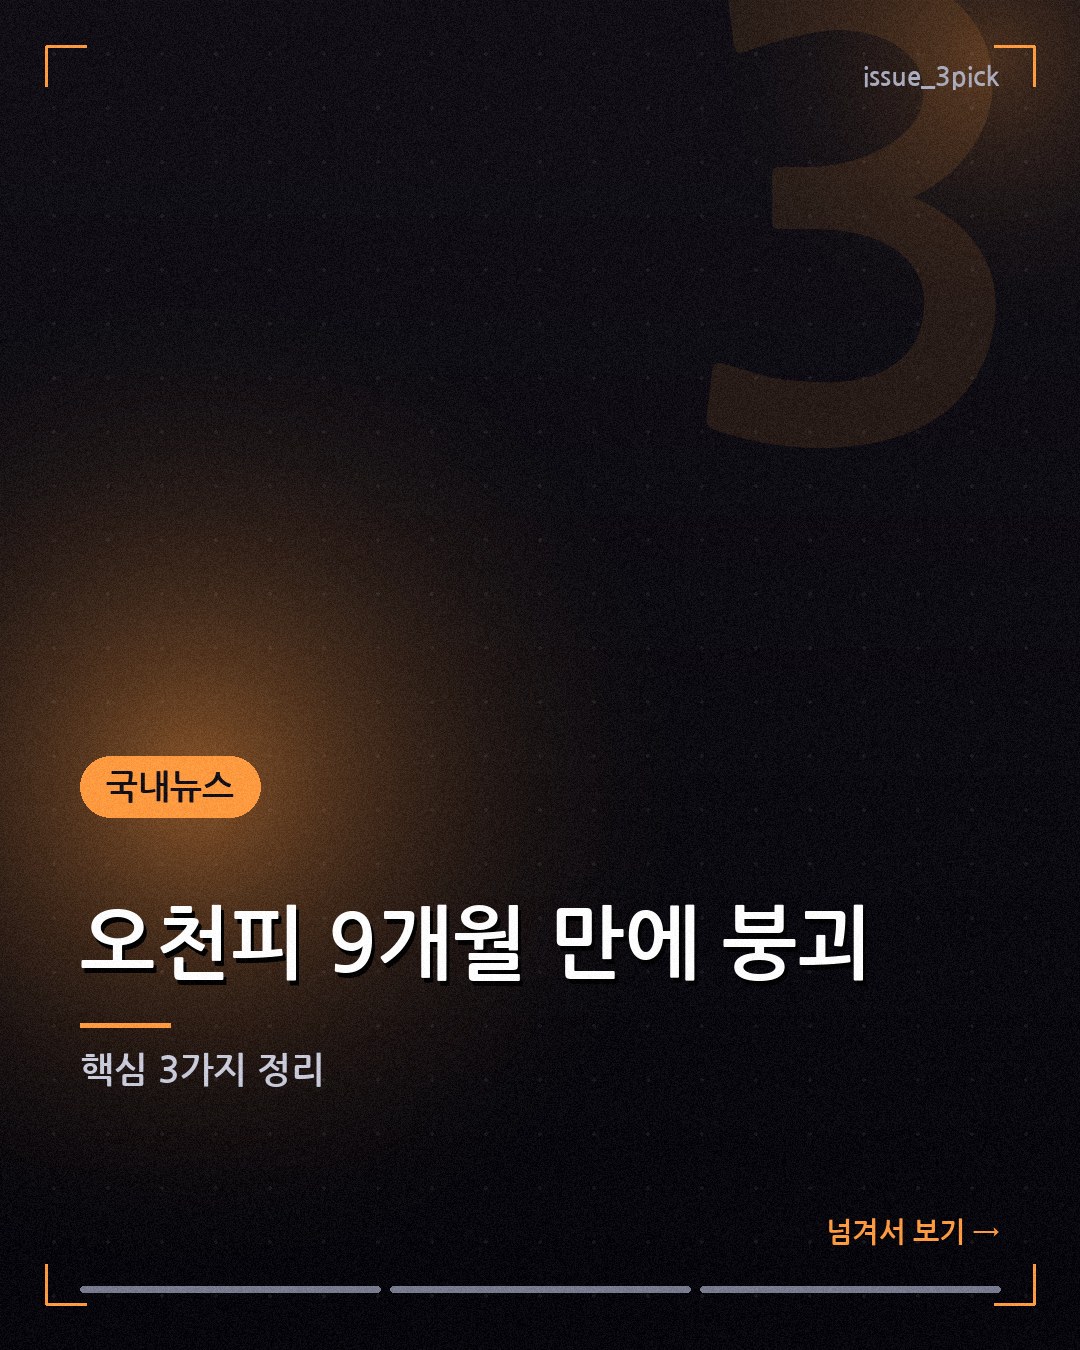 issue_3pick
3
국내뉴스
오천피 9개월 만에 붕괴
핵심 3가지 정리
넘겨서 보기 →